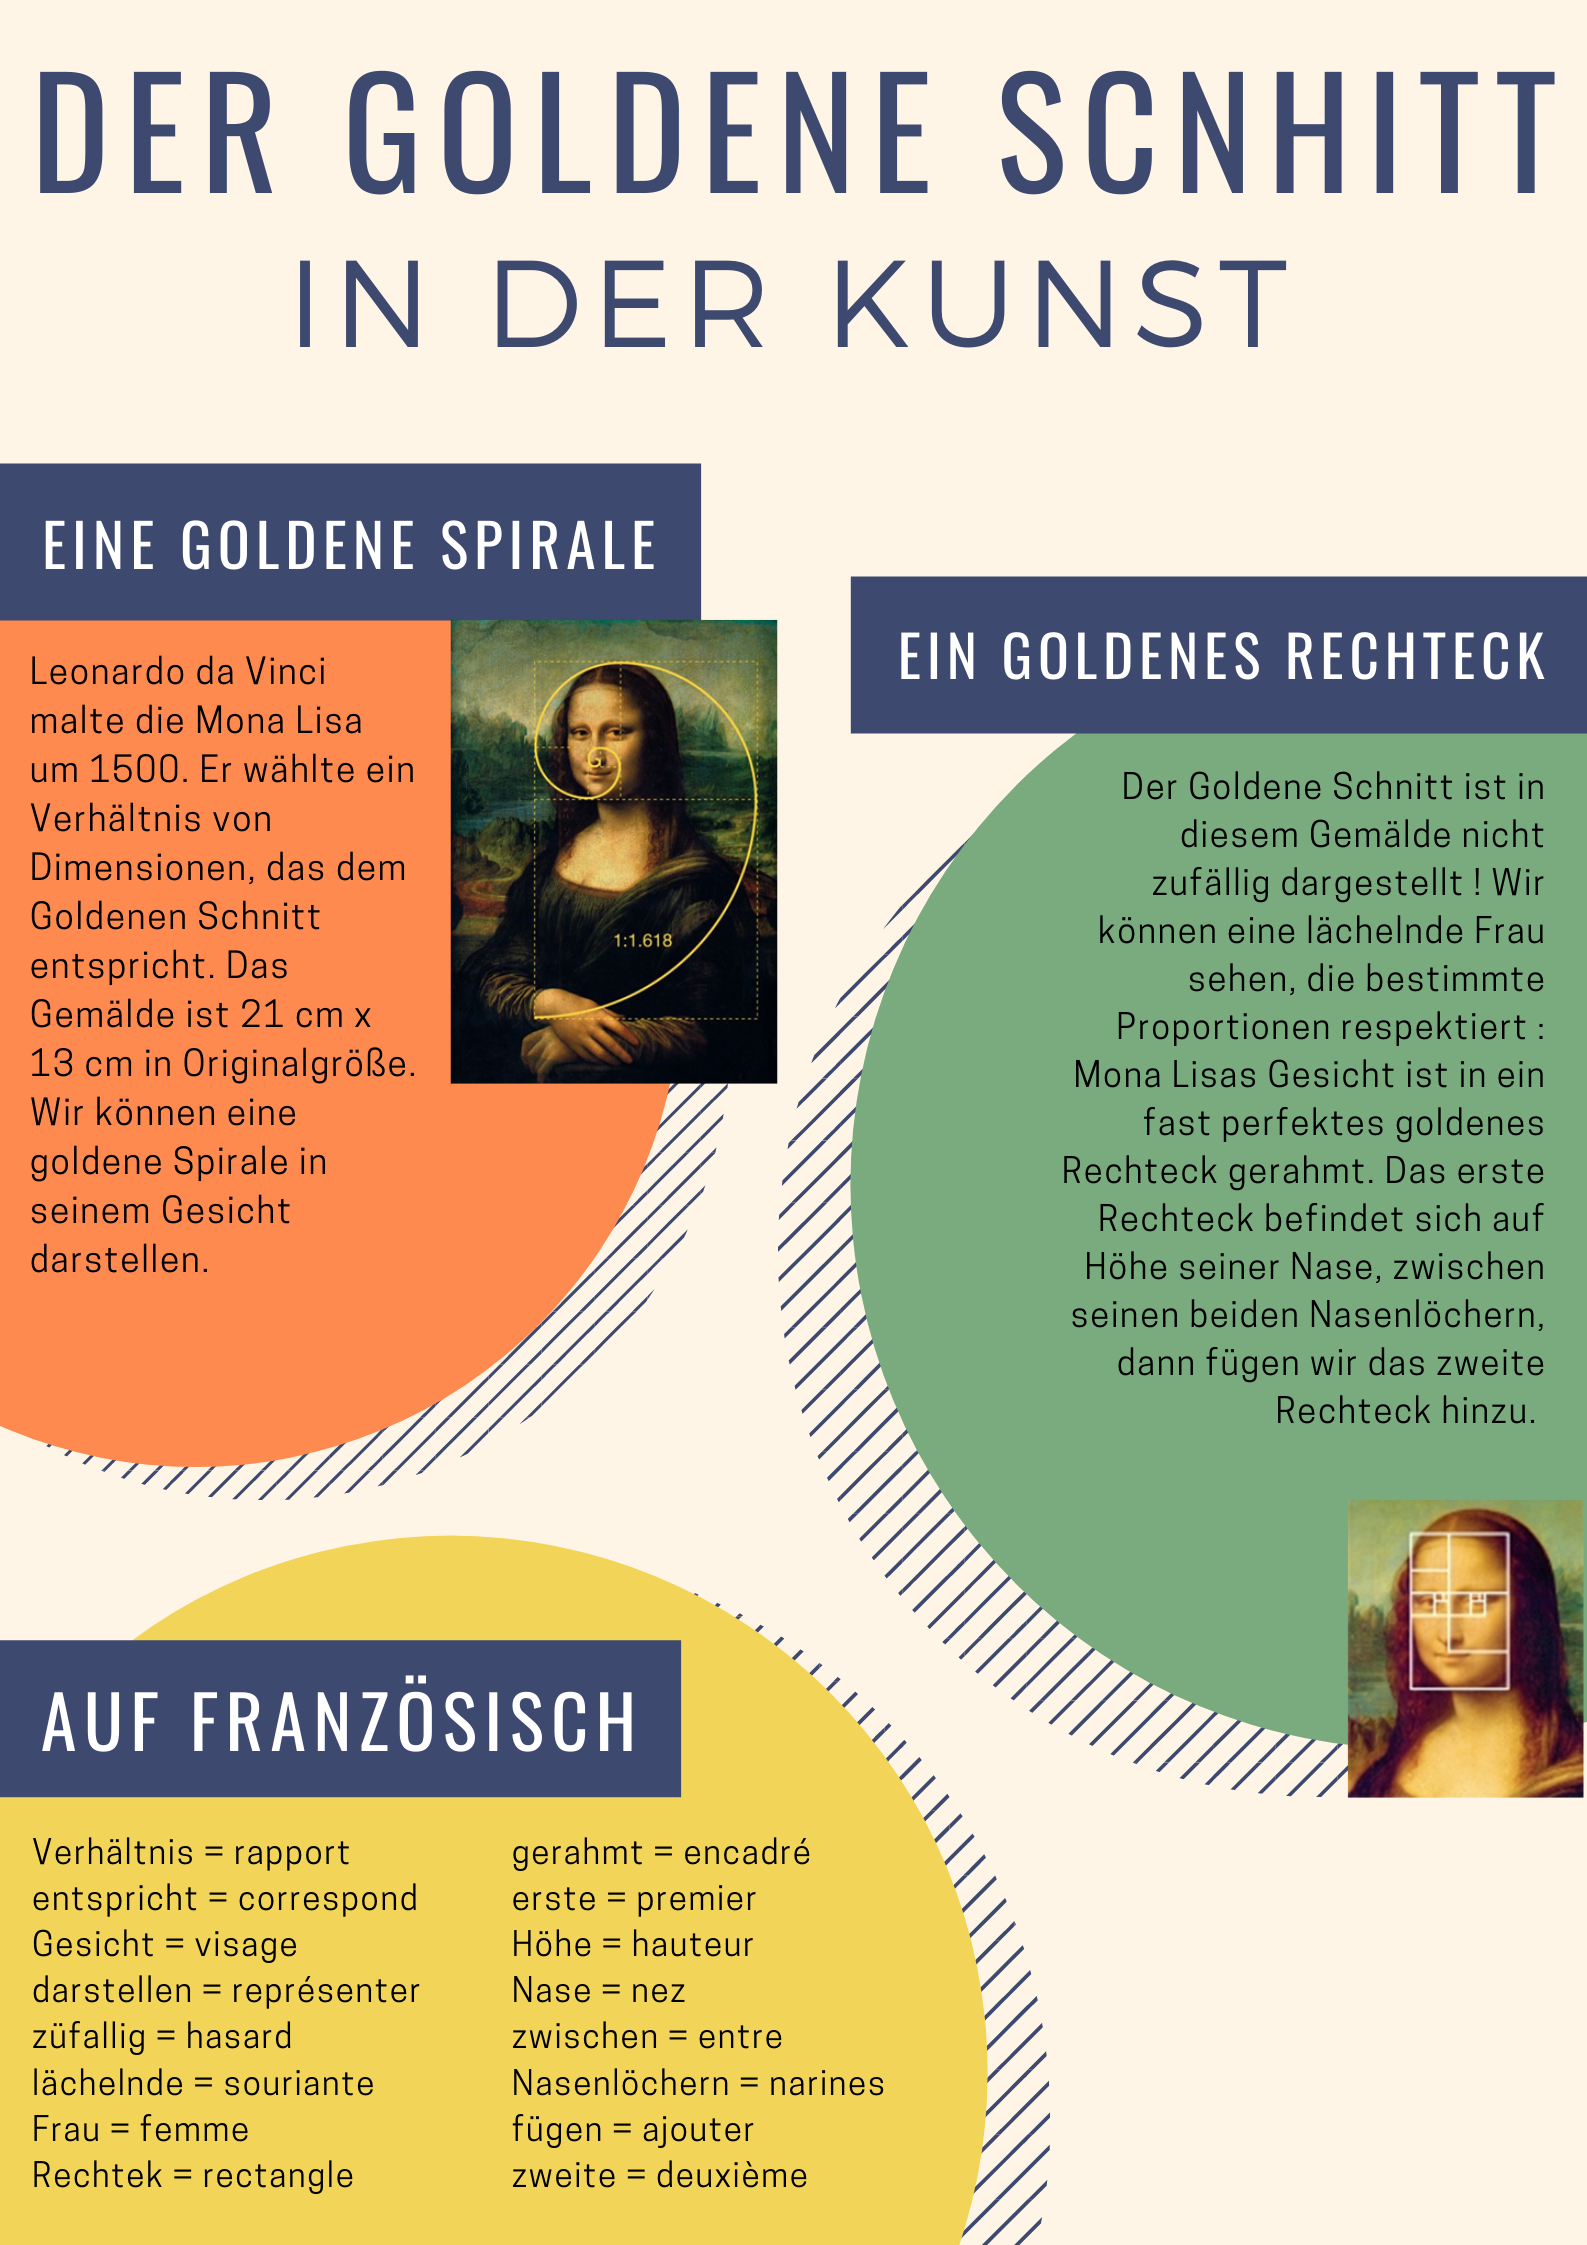 DER GOLDENE SCNHITT
IN DER KUNST
EINE GOLDENE SPIRALE
Leonardo da Vinci
malte die Mona Lisa
um 1500. Er wählte ein
Verhältnis von
Dimensionen, das dem
Goldenen Schnitt
entspricht. Das
Gemälde ist 21 cm x
13 cm in Originalgröße.
Wir können eine
goldene Spirale in
seinem Gesicht
darstellen.
G
1:1.618
EIN GOLDENES RECHTECK
Der Goldene Schnitt ist in
diesem Gemälde nicht
zufällig dargestellt ! Wir
können eine lächelnde Frau
sehen, die bestimmte
Proportionen respektiert :
Mona Lisas Gesicht ist in ein
fast perfektes goldenes
Rechteck gerahmt. Das erste
Rechteck befindet sich auf
Höhe seiner Nase, zwischen
seinen beiden Nasenlöchern,
dann fügen wir das zweite
Rechteck hinzu.
AUF FRANZÖSISCH
Verhältnis = rapport
entspricht = correspond
Gesicht = visage
darstellen = représenter
züfallig = hasard
lächelnde = souriante
Frau = femme
Rechtek = rectangle
gerahmt = encadré
erste = premier
Höhe = hauteur
Nase = nez
zwischen = entre
Nasenlöchern = narines
fügen = ajouter
zweite = deuxième